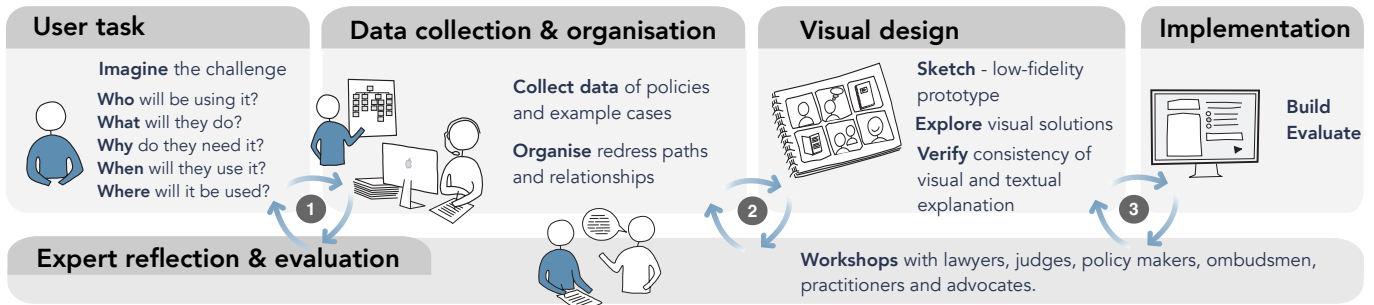 User task
Imagine the challenge
Who will be using it?
What will they do?
Why do they need it?
When will they use it?
Where will it be used?
1
Data collection & organisation
Collect data of policies
and example cases
Organise redress paths
and relationships
2
Visual design
Sketch - low-fidelity
prototype
Explore visual solutions
Verify consistency of
visual and textual
explanation
3
Implementation
Build
Evaluate
Expert reflection & evaluation
Workshops with lawyers, judges, policy makers, ombudsmen,
practitioners and advocates.